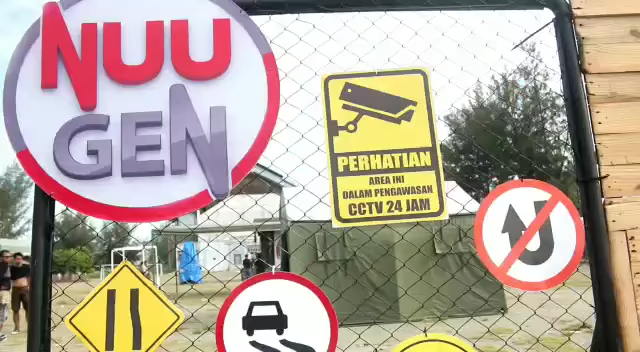 NUU
GEN
PERHATIAN
AREA INI
DALAM PENGAWASAN
CCTV 24 JAM